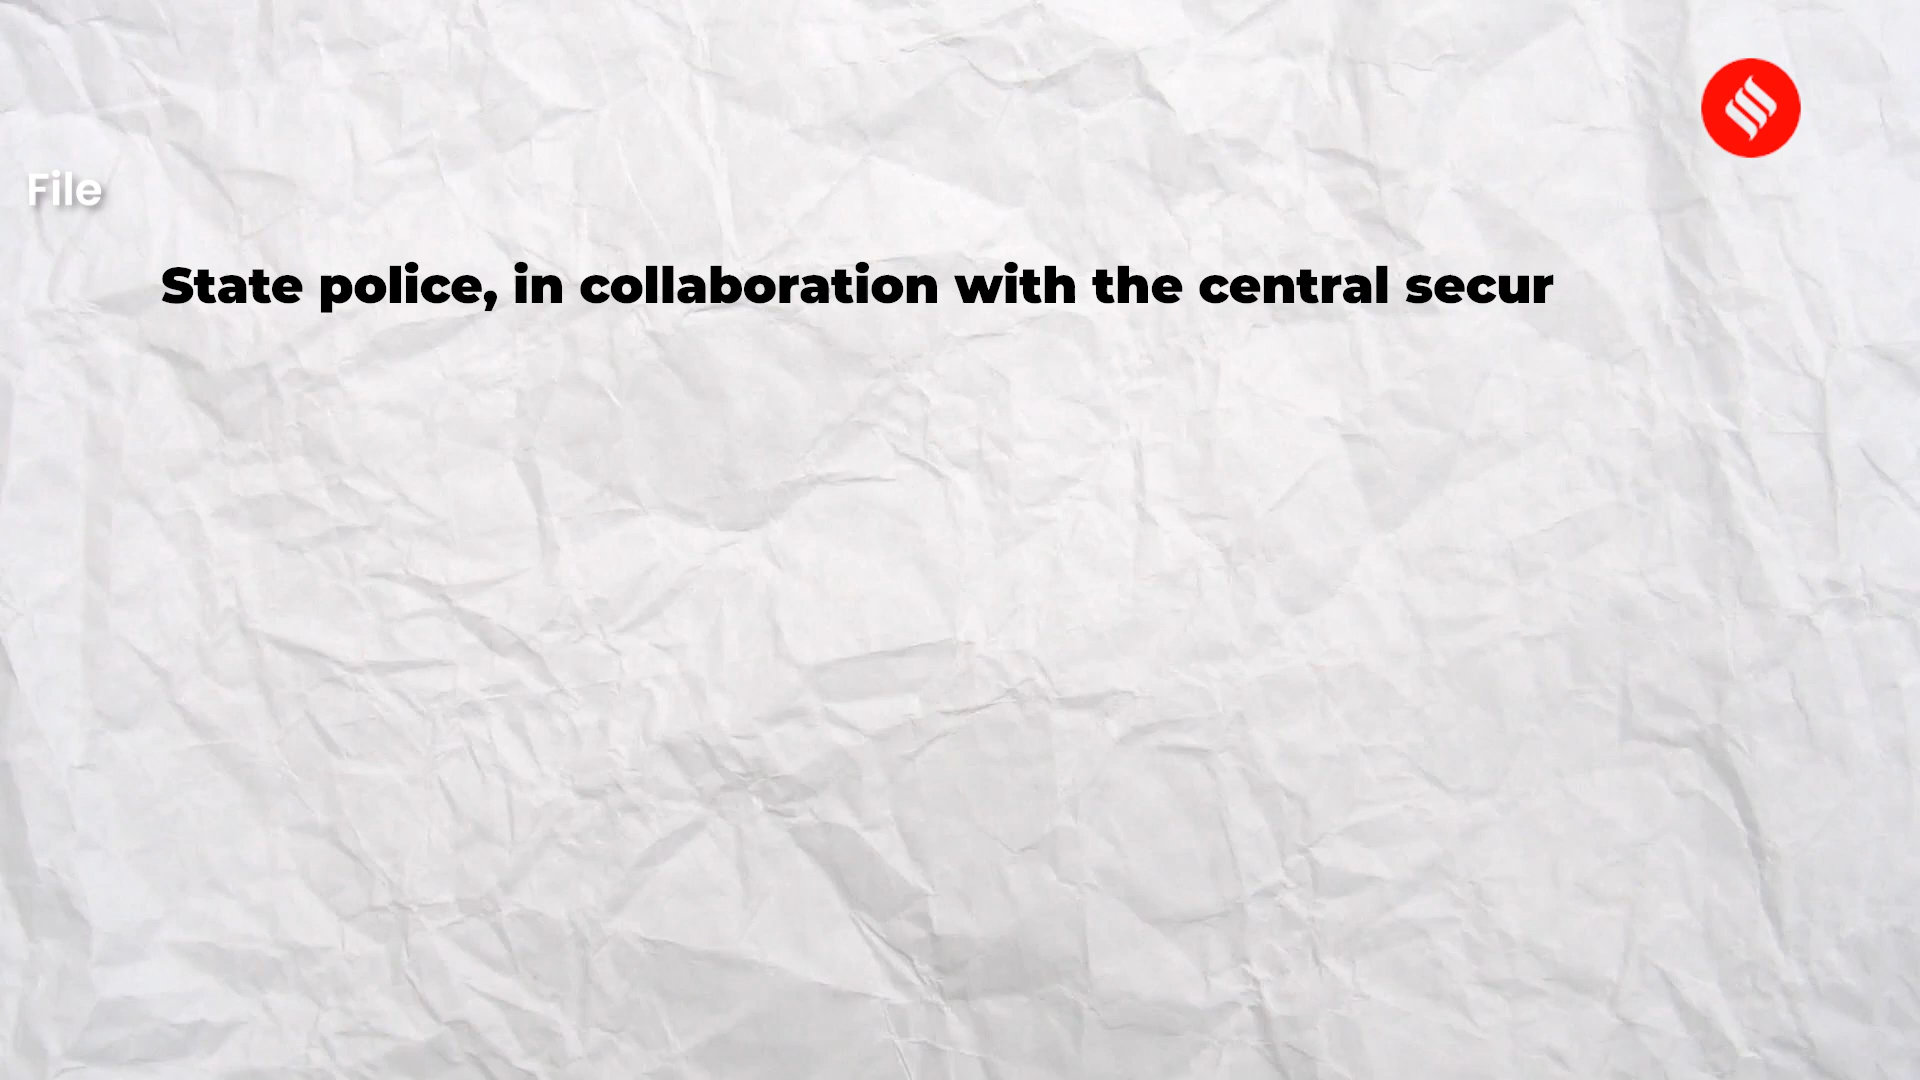 File
State police, in collaboration with the central secur